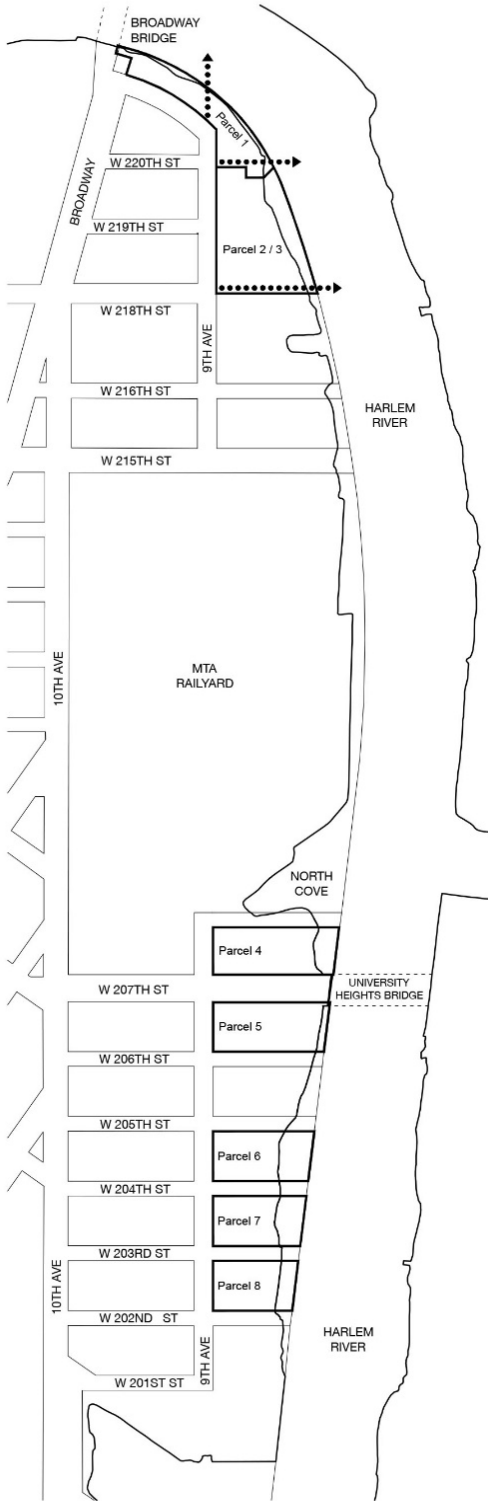 BROADWAY
BRIDGE
Parcel 1
W 220TH ST
BROADWAY
W 219TH ST
Parcel 2 / 3
W 218TH ST
9TH AVE
W 216TH ST
HARLEM
RIVER
W 215TH ST
10TH AVE
MTA
RAILYARD
NORTH
COVE
Parcel 4
W 207TH ST
UNIVERSITY
HEIGHTS BRIDGE
Parcel 5
W 206TH ST
W 205TH ST
Parcel 6
W 204TH ST
Parcel 7
W 203RD ST
10TH AVE
Parcel 8
W 202ND ST
HARLEM
RIVER
9TH AVE
W 201ST ST